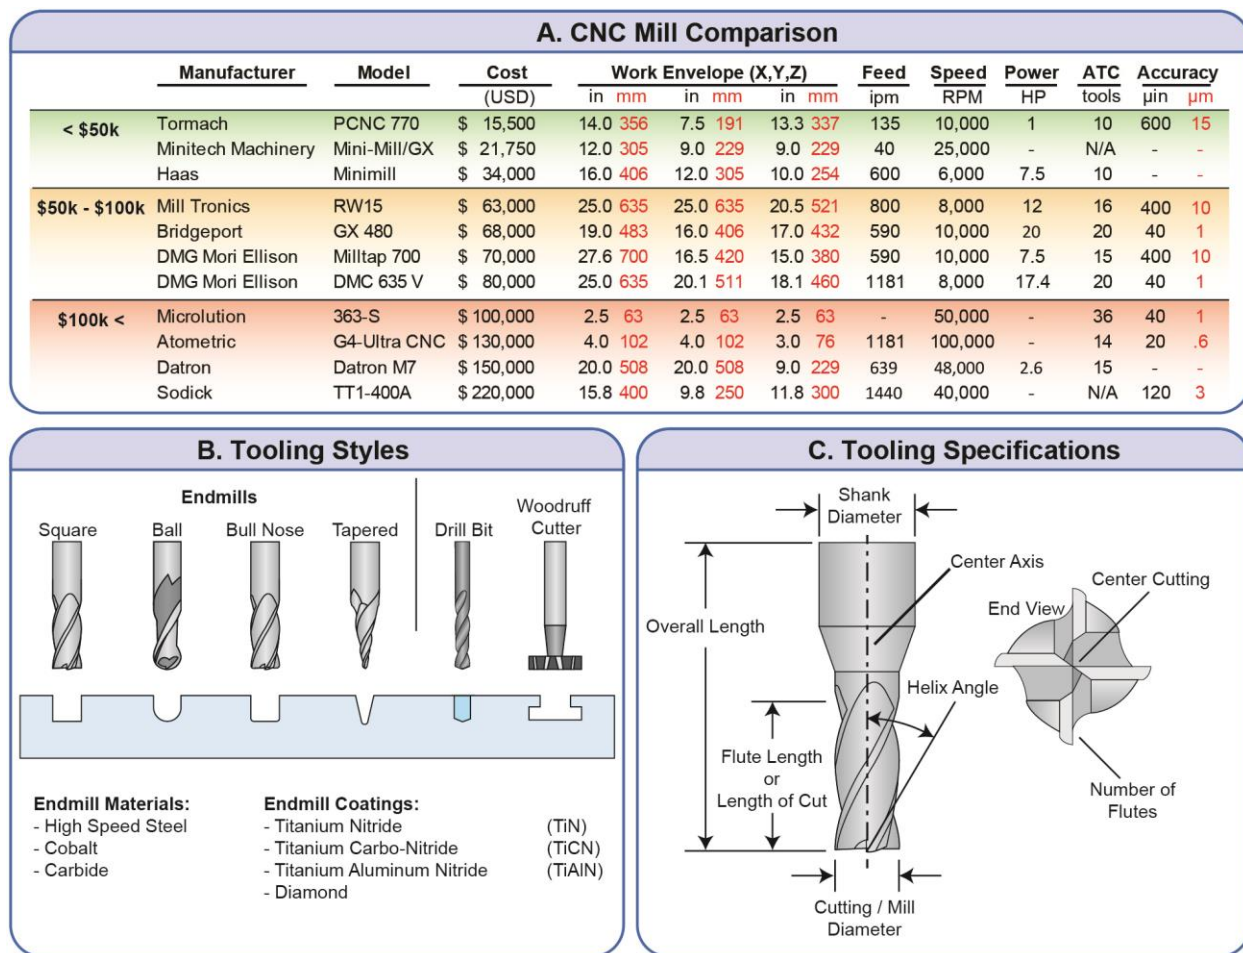 A. CNC Mill Comparison
Manufacturer Model Cost Work Envelope (X,Y,Z) Feed Speed Power ATC Accuracy
(USD) in mm in mm in mm ipm RPM HP tools µin µm
< $50k Tormach PCNC 770 $ 15,500 14.0 356 7.5 191 13.3 337 135 10,000 1 10 600 15
Minitech Machinery Mini-Mill/GX $ 21,750 12.0 305 9.0 229 9.0 229 40 25,000 - N/A - -
Haas Minimill $ 34,000 16.0 406 12.0 305 10.0 254 600 6,000 7.5 10 - -
$50k - $100k Mill Tronics RW15 $ 63,000 25.0 635 25.0 635 20.5 521 800 8,000 12 16 400 10
Bridgeport GX 480 $ 68,000 19.0 483 16.0 406 17.0 432 590 10,000 20 20 40 1
DMG Mori Ellison Milltap 700 $ 70,000 27.6 700 16.5 420 15.0 380 590 10,000 7.5 15 400 10
DMG Mori Ellison DMC 635 V $ 80,000 25.0 635 20.1 511 18.1 460 1181 8,000 17.4 20 40 1
$100k < Microlution 363-S $ 100,000 2.5 63 2.5 63 2.5 63 - 50,000 - 36 40 1
Atometric G4-Ultra CNC $ 130,000 4.0 102 4.0 102 3.0 76 1181 100,000 - 14 20 .6
Datron Datron M7 $ 150,000 20.0 508 20.0 508 9.0 229 639 48,000 2.6 15 - -
Sodick TT1-400A $ 220,000 15.8 400 9.8 250 11.8 300 1440 40,000 - N/A 120 3
B. Tooling Styles
Endmills
Square Ball Bull Nose Tapered Drill Bit Woodruff
Cutter
Endmill Materials:
- High Speed Steel
- Cobalt
- Carbide
Endmill Coatings:
- Titanium Nitride (TiN)
- Titanium Carbo-Nitride (TiCN)
- Titanium Aluminum Nitride (TiAlN)
- Diamond
C. Tooling Specifications
Shank
Diameter
Center Axis
Center Cutting
End View
Overall Length
Helix Angle
Flute Length
or
Length of Cut
Number of
Flutes
Cutting / Mill
Diameter